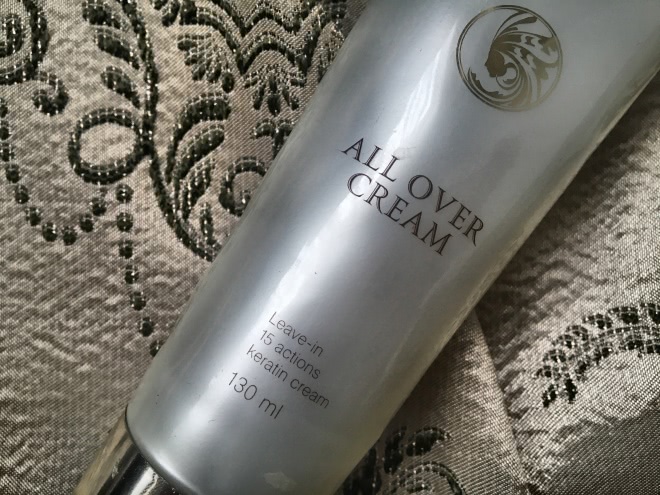 ALL OVER
CREAM
Leave-in
15 actions
keratin cream
130 ml